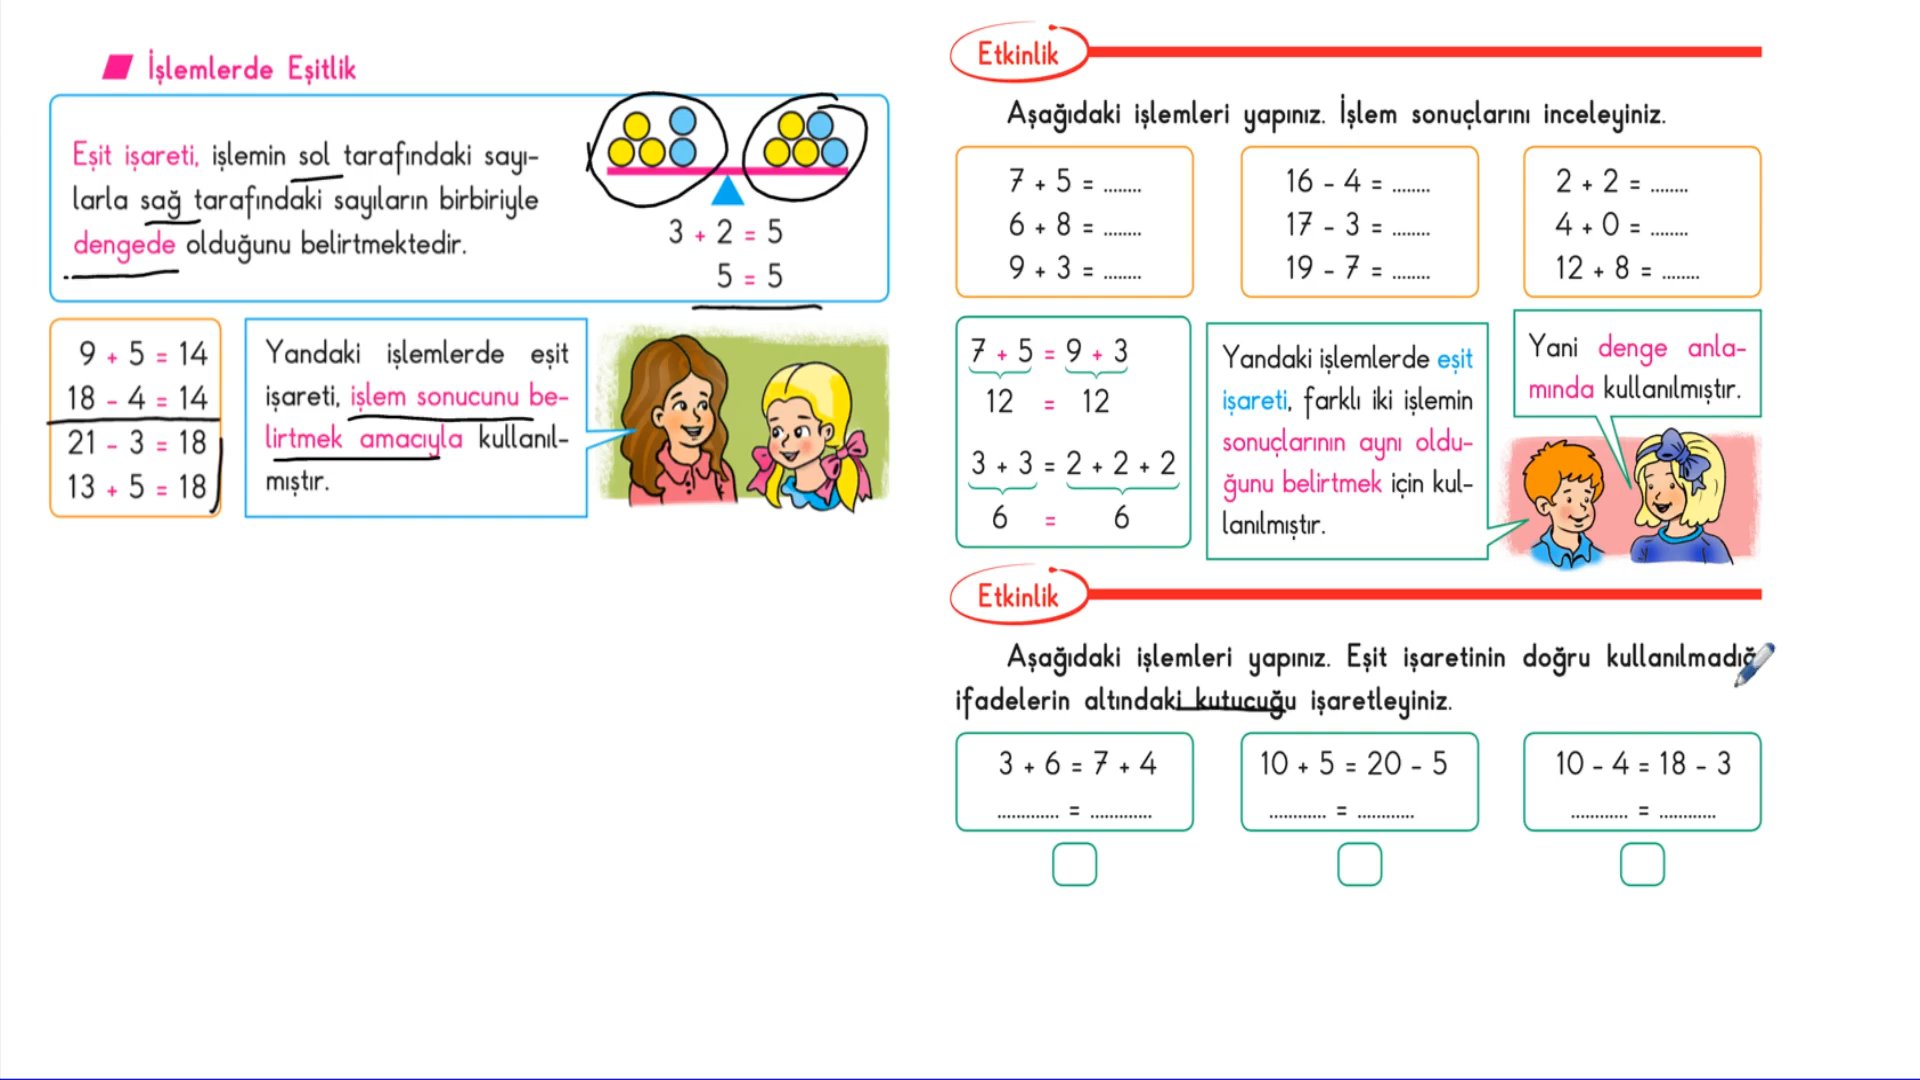 İşlemlerde Eşitlik
Eşit işareti, işlemin sol tarafındaki sayı-
larla sağ tarafındaki sayıların birbiriyle
dengede olduğunu belirtmektedir.
3 + 2 = 5
5 = 5
9 + 5 = 14
18 - 4 = 14
21 - 3 = 18
13 + 5 = 18
Yandaki işlemlerde eşit
işareti, işlem sonucunu be-
lirtmek amacıyla kullanıl-
mıştır.
Etkinlik
Aşağıdaki işlemleri yapınız. İşlem sonuçlarını inceleyiniz.
7 + 5 = ........
6 + 8 = ........
9 + 3 = ........
16 - 4 = ........
17 - 3 = ........
19 - 7 = ........
2 + 2 = ........
4 + 0 = ........
12 + 8 = ........
7 + 5 = 9 + 3
12 = 12
3 + 3 = 2 + 2 + 2
6 = 6
Yandaki işlemlerde eşit
işareti, farklı iki işlemin
sonuçlarının aynı oldu-
ğunu belirtmek için kul-
lanılmıştır.
Yani denge anla-
mında kullanılmıştır.
Etkinlik
Aşağıdaki işlemleri yapınız. Eşit işaretinin doğru
ifadelerin altındaki kutucuğu işaretleyiniz.
3 + 6 = 7 + 4
............. = .............
10 + 5 = 20 - 5
............ = ............
10 - 4 = 18 - 3
............ = ............